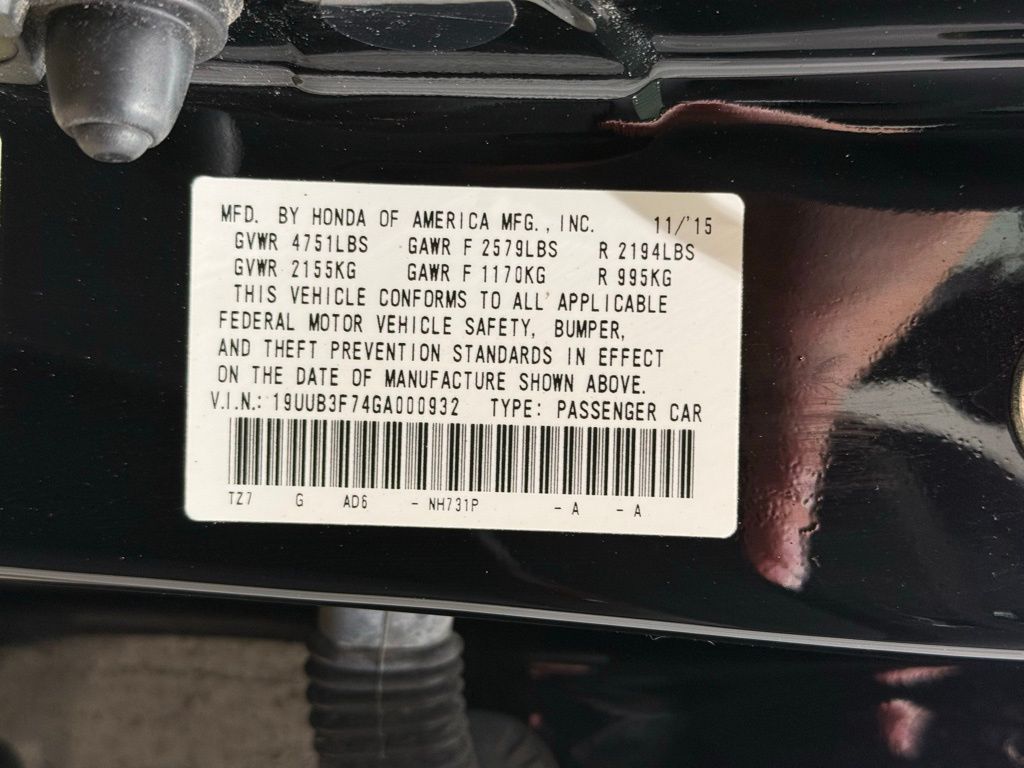 MFD. BY HONDA OF AMERICA MFG., INC. 11/'15
GVWR 4751LBS GAWR F 2579LBS R 2194LBS
GVWR 2155KG GAWR F 1170KG R 995KG
THIS VEHICLE CONFORMS TO ALL APPLICABLE
FEDERAL MOTOR VEHICLE SAFETY, BUMPER,
AND THEFT PREVENTION STANDARDS IN EFFECT
ON THE DATE OF MANUFACTURE SHOWN ABOVE.
V.I.N.: 19UUB3F74GA000932 TYPE: PASSENGER CAR
TZ7 G AD6 - NH731P - A - A